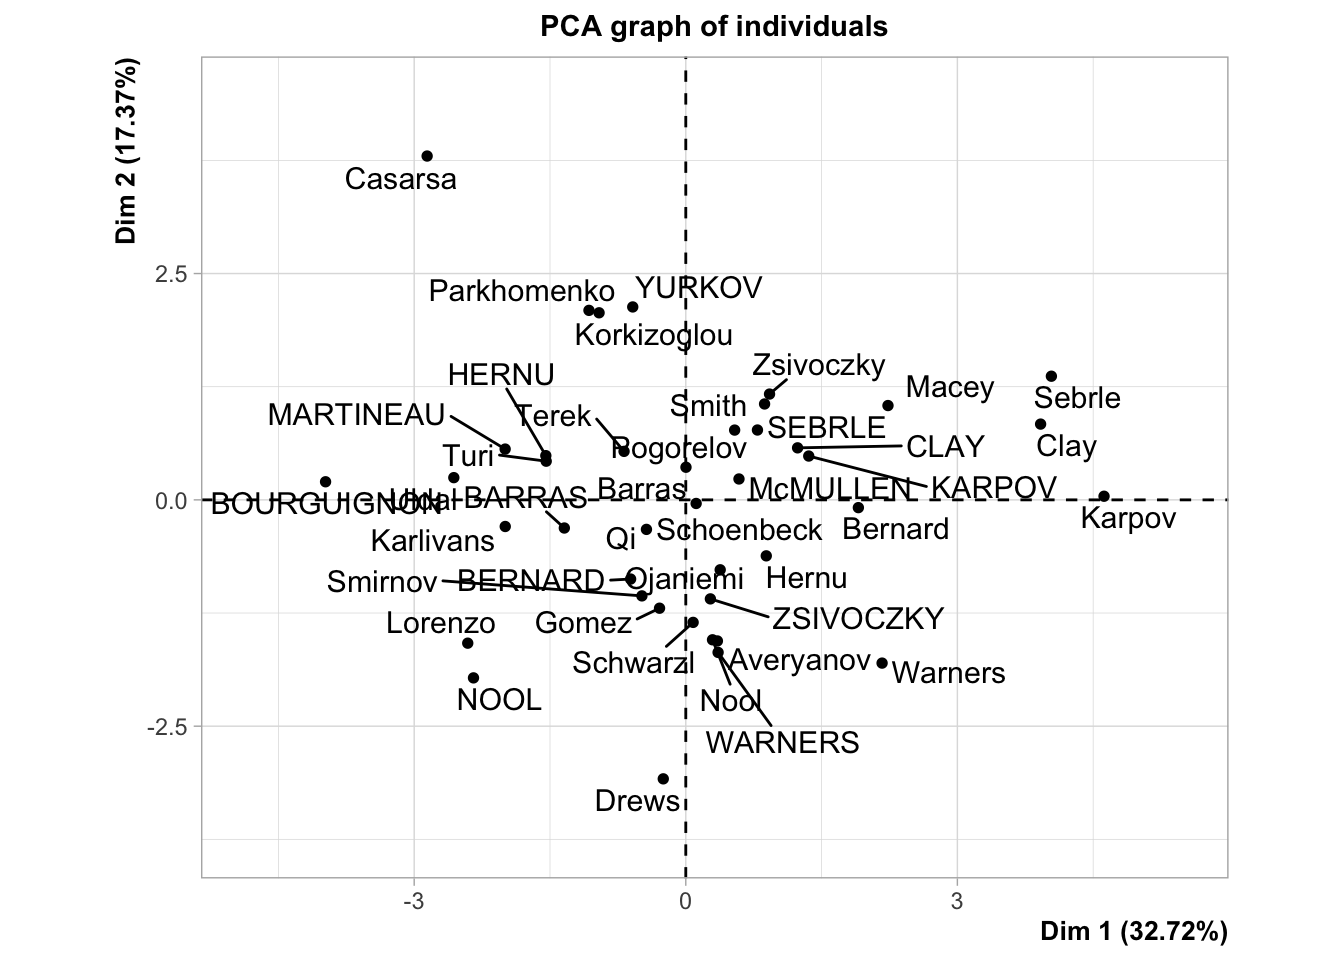 PCA graph of individuals
Dim 2 (17.37%)
Casarsa
2.5
Parkhomenko
YURKOV
Korkizoglou
HERNU
Zsivoczky
Macey
Sebrle
MARTINEAU
Terek
Smith
SEBRLE
CLAY
Clay
Turi
Pogorelov
BOURGUIGNON
Uldal
BARRAS
Barras
McMULLEN
KARPOV
0.0
Karpov
Karlivans
Qi
Schoenbeck
Bernard
Smirnov
BERNARD
Ojaniemi
Hernu
Lorenzo
Gomez
ZSIVOCZKY
Schwarzl
Averyanov
Warners
NOOL
Nool
-2.5
WARNERS
Drews
-3
0
3
Dim 1 (32.72%)